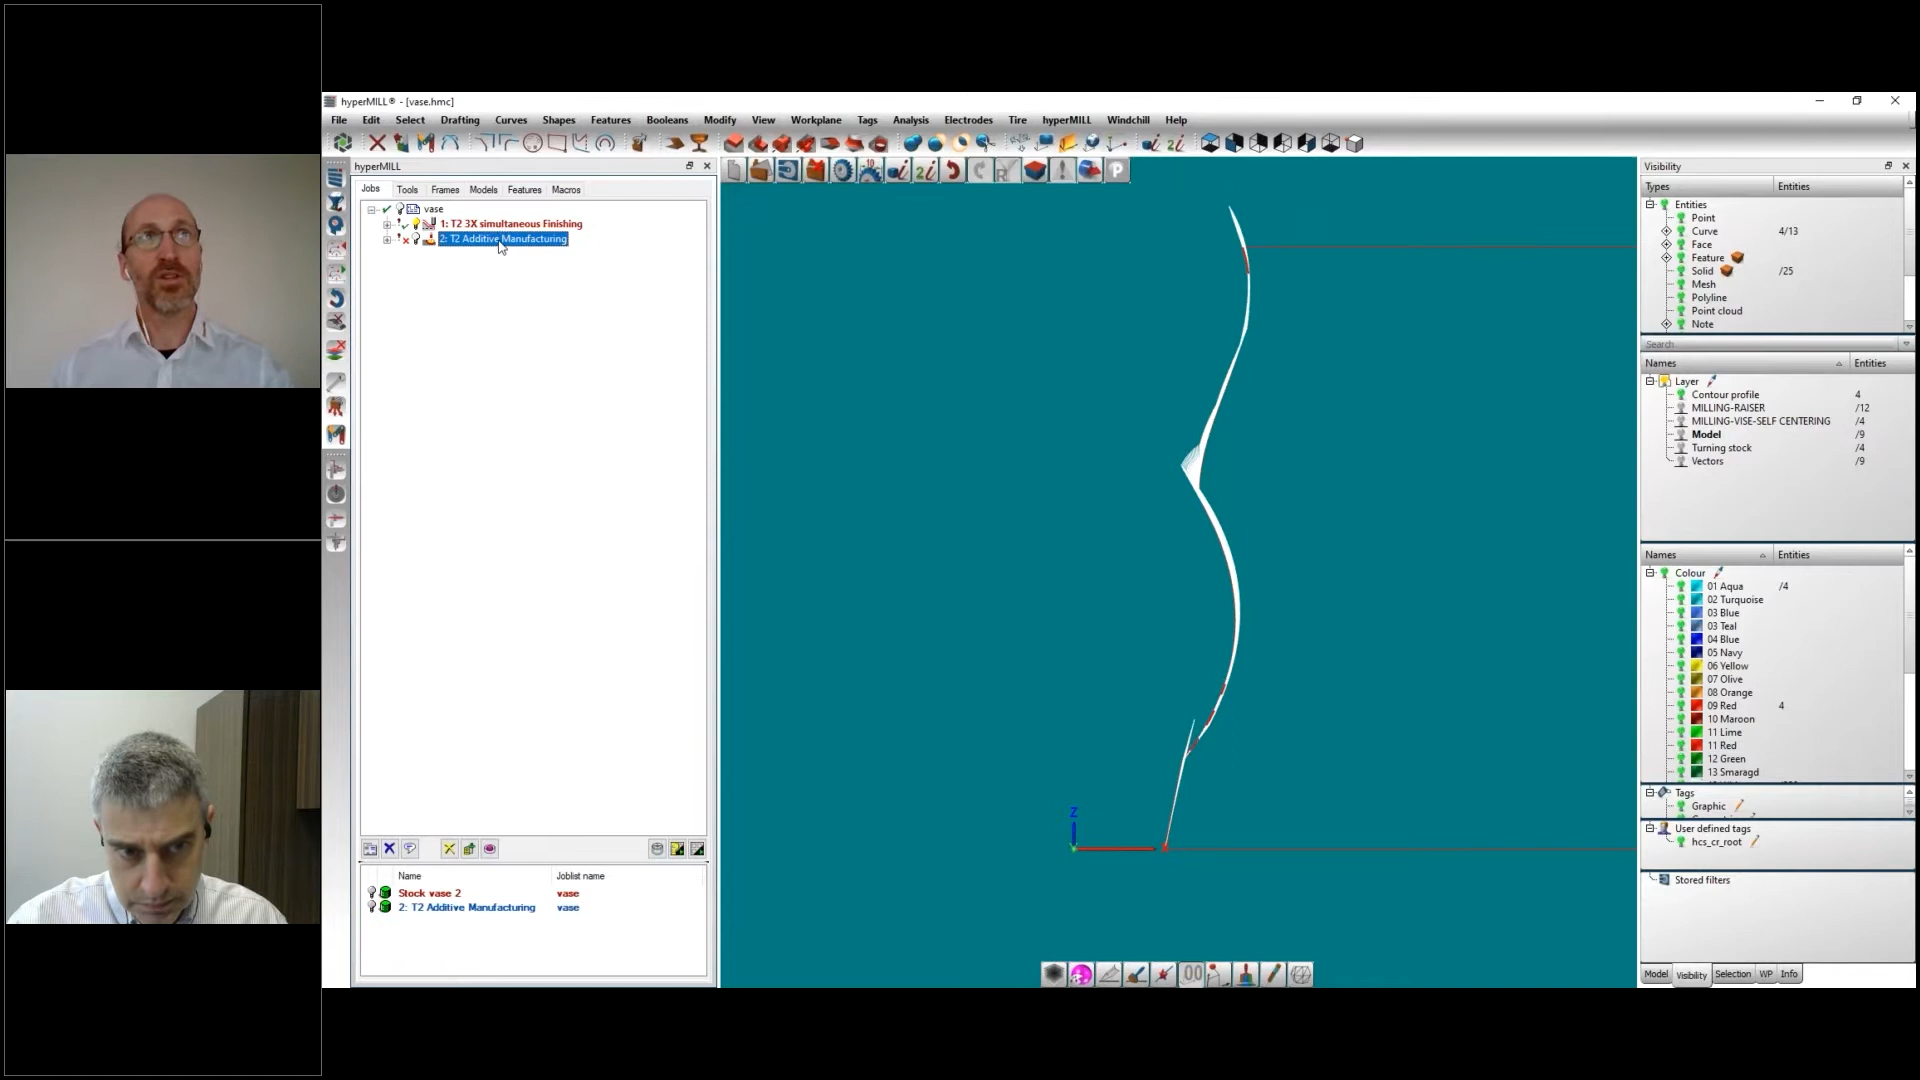 hyperMILL® - [vase.hmc]
File Edit Select Drafting Curves Shapes Features Booleans Modify View Workplane Tags Analysis Electrodes Tire hyperMILL Windchill Help
hyperMILL
Jobs Tools Frames Models Features Macros
vase
1: T2 3X simultaneous Finishing
2: T2 Additive Manufacturing
Name Joblist name
Stock vase 2 vase
2: T2 Additive Manufacturing vase
Z
Visibility
Types Entities
Entities
Point
Curve 4/13
Face
Feature
Solid /25
Mesh
Polyline
Point cloud
Note
Search
Names Entities
Layer
Contour profile 4
MILLING-RAISER /12
MILLING-VISE-SELF CENTERING /4
Model /9
Turning stock /4
Vectors /9
Names Entities
Colour
01 Aqua /4
02 Turquoise
03 Blue
03 Teal
04 Blue
05 Navy
06 Yellow
07 Olive
08 Orange
09 Red 4
10 Maroon
11 Lime
11 Red
12 Green
13 Smaragd
Tags
Graphic
User defined tags
hcs_cr_root
Stored filters
Model Visibility Selection WP Info